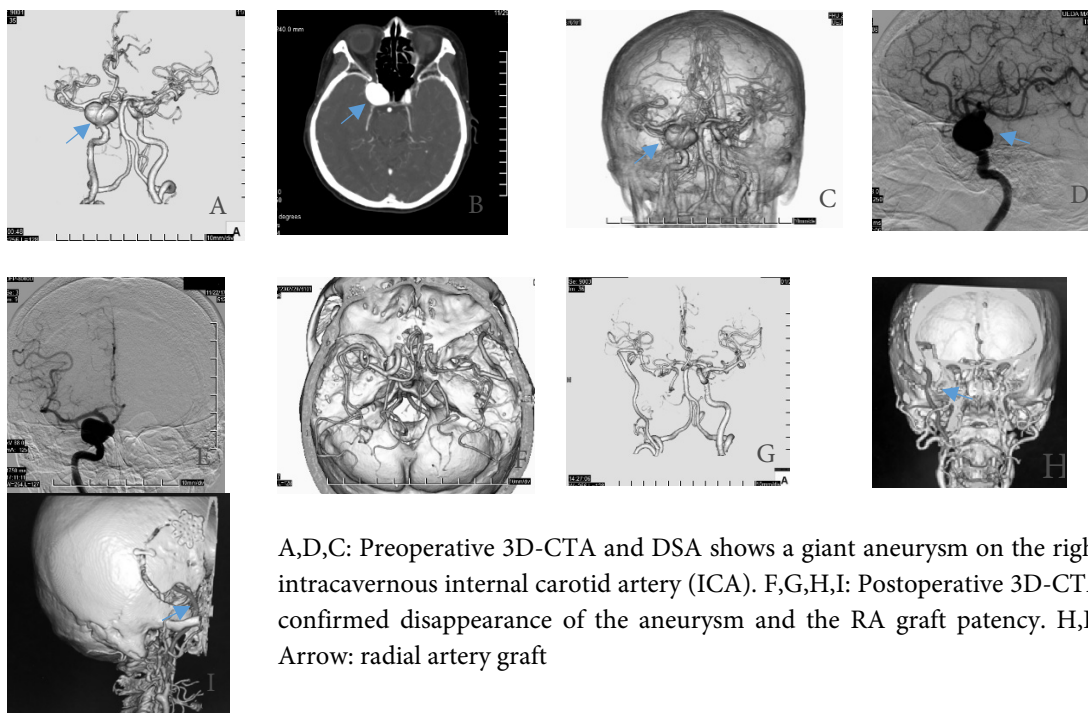 A
B
C
D
E
F
G
H
I
A,D,C: Preoperative 3D-CTA and DSA shows a giant aneurysm on the righ
intracavernous internal carotid artery (ICA). F,G,H,I: Postoperative 3D-CT
confirmed disappearance of the aneurysm and the RA graft patency. H,I
Arrow: radial artery graft